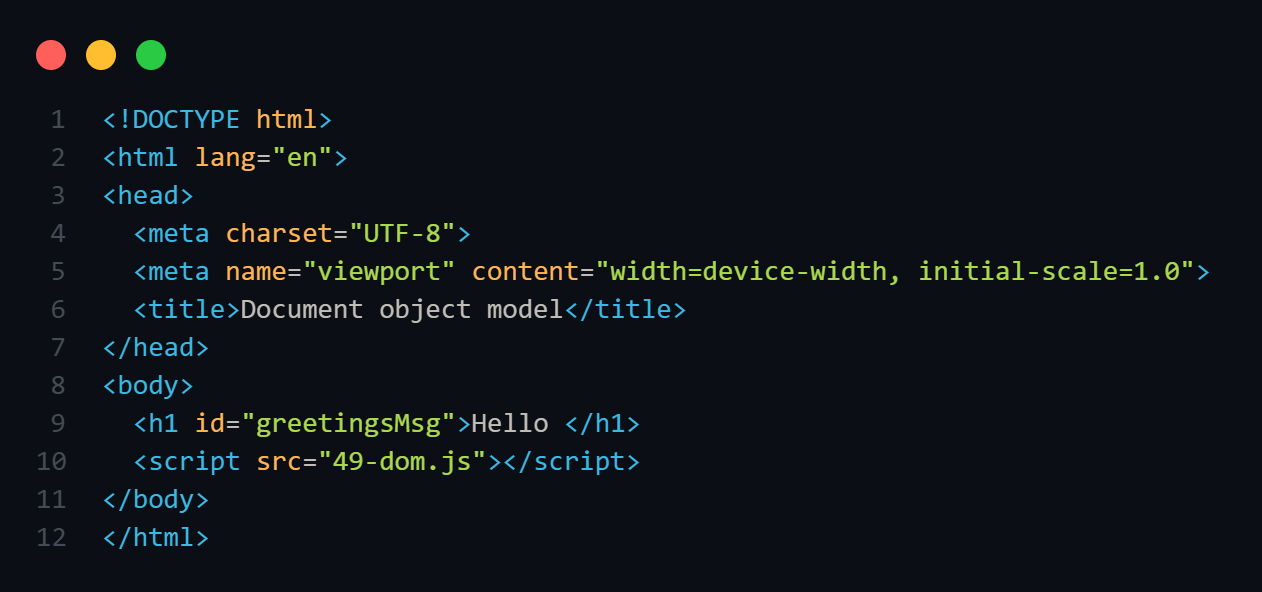 1 <!DOCTYPE html>
2 <html lang="en">
3 <head>
4   <meta charset="UTF-8">
5   <meta name="viewport" content="width=device-width, initial-scale=1.0">
6   <title>Document object model</title>
7 </head>
8 <body>
9   <h1 id="greetingsMsg">Hello </h1>
10   <script src="49-dom.js"></script>
11 </body>
12 </html>